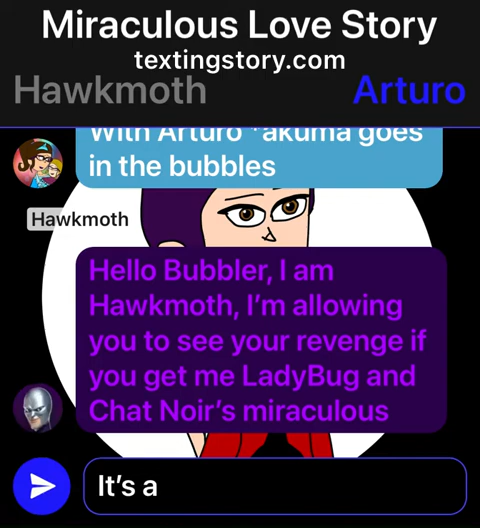 Miraculous Love Story
textingstory.com
Hawkmoth Arturo
With Arturo *akuma goes
in the bubbles
Hawkmoth
Hello Bubbler, I am
Hawkmoth, I'm allowing
you to see your revenge if
you get me LadyBug and
Chat Noir's miraculous
It's a